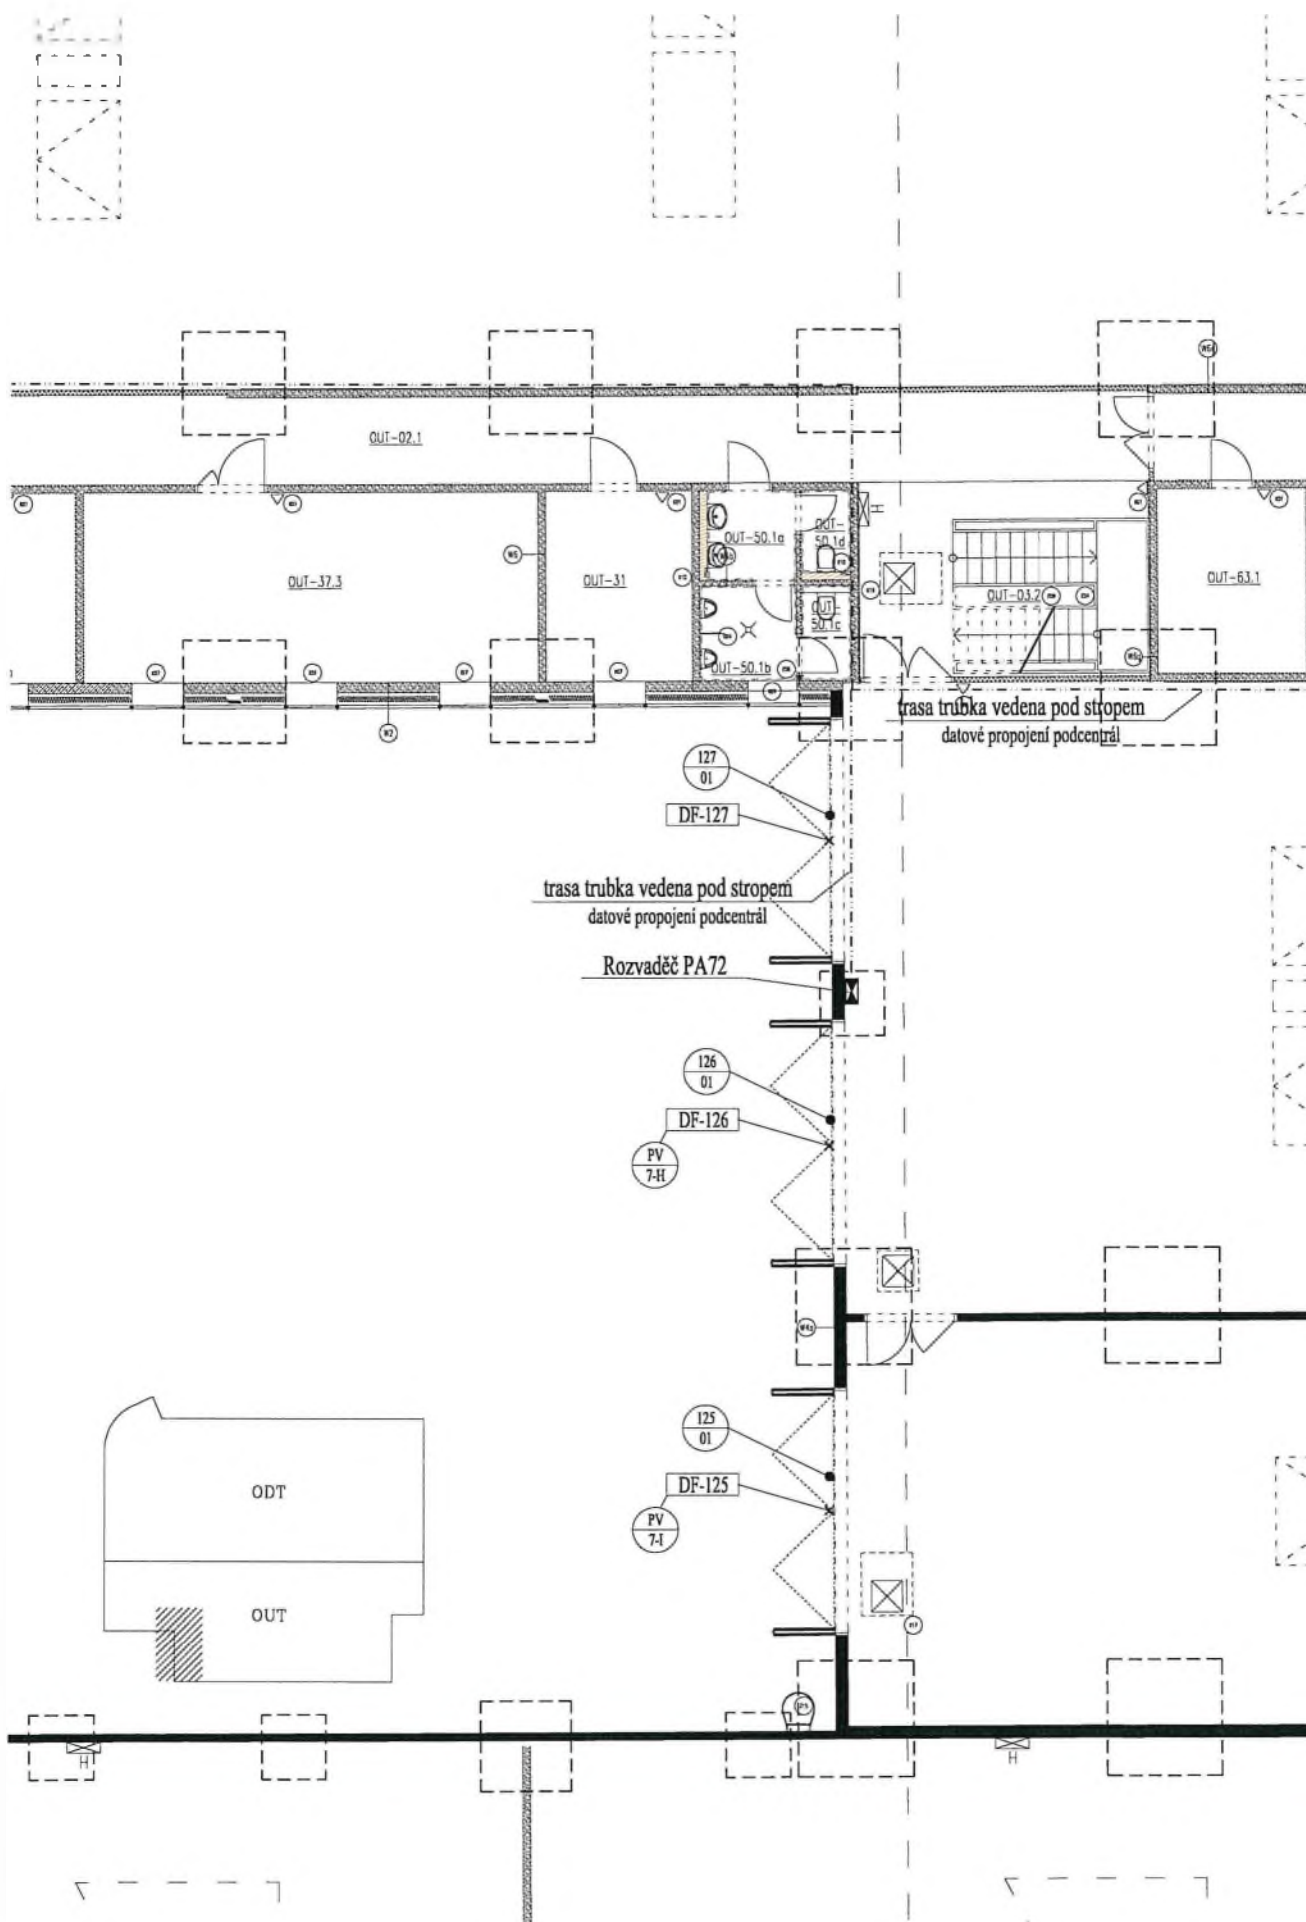 W6c
OUT-02.1
OUT-37.3
W5
OUT-31
OUT-50.1a
OUT-
50.1d
OUT-
50.1c
OUT-50.1b
H
OUT-03.2
OUT-63.1
W2
trasa trubka vedena pod stropem
datové propojení podcentrál
127
01
DF-127
trasa trubka vedena pod stropem
datové propojení podcentrál
Rozvaděč PA72
126
01
DF-126
PV
7-H
125
01
DF-125
PV
7-I
ODT
OUT
H
H